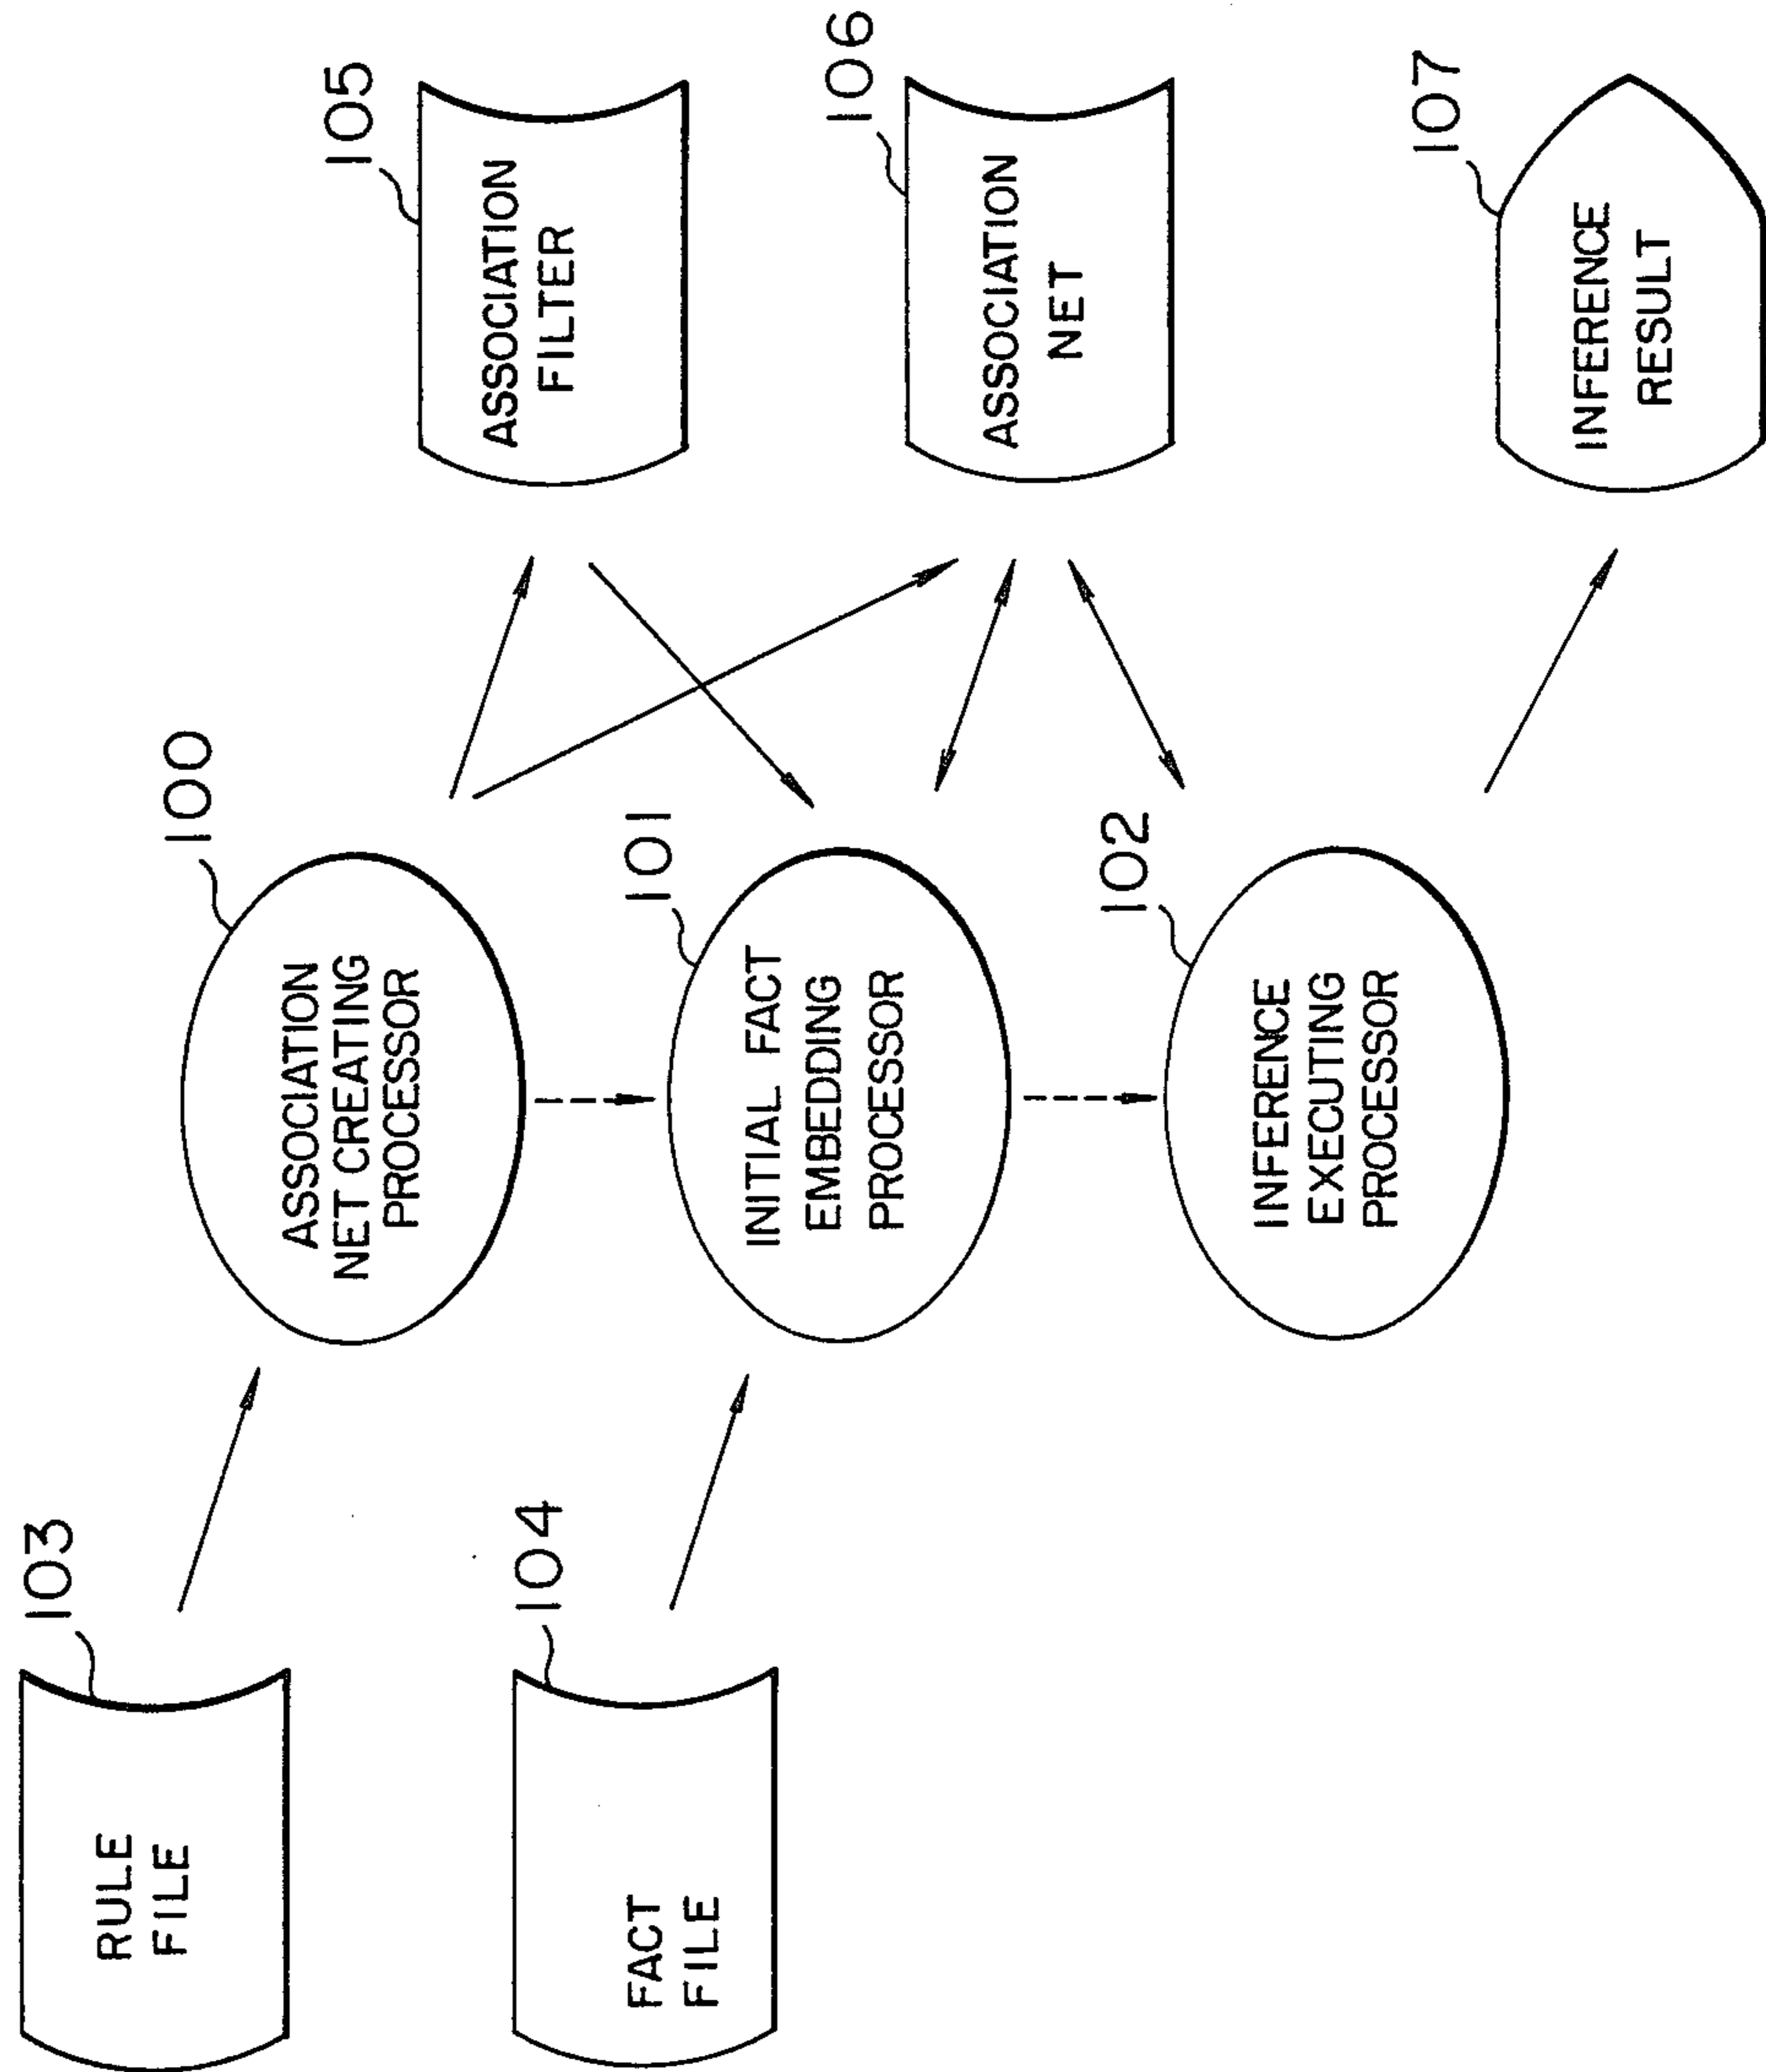 103
RULE
FILE
104
FACT
FILE
100
ASSOCIATION
NET CREATING
PROCESSOR
101
INITIAL FACT
EMBEDDING
PROCESSOR
102
INFERENCE
EXECUTING
PROCESSOR
105
ASSOCIATION
FILTER
106
ASSOCIATION
NET
107
INFERENCE
RESULT